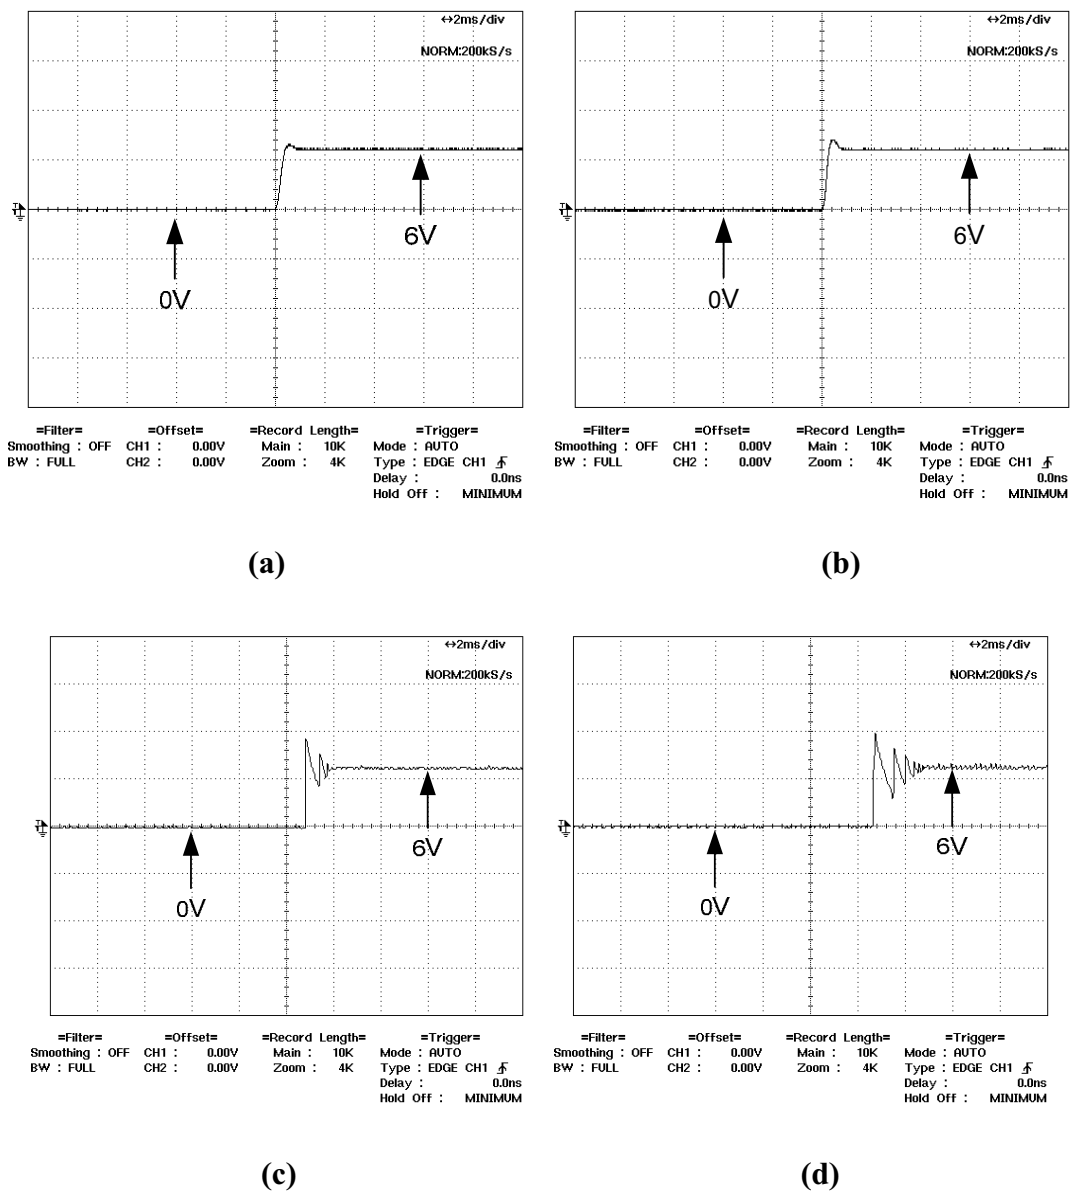 ↔2ms/div
NORM:200kS/s
6V
0V
=Filter= =Offset= =Record Length= =Trigger=
Smoothing : OFF CH1 : 0.00V Main : 10K Mode : AUTO
BW : FULL CH2 : 0.00V Zoom : 4K Type : EDGE CH1
Delay : 0.0ns
Hold Off : MINIMUM
(a)
↔2ms/div
NORM:200kS/s
6V
0V
=Filter= =Offset= =Record Length= =Trigger=
Smoothing : OFF CH1 : 0.00V Main : 10K Mode : AUTO
BW : FULL CH2 : 0.00V Zoom : 4K Type : EDGE CH1
Delay : 0.0ns
Hold Off : MINIMUM
(b)
↔2ms/div
NORM:200kS/s
6V
0V
=Filter= =Offset= =Record Length= =Trigger=
Smoothing : OFF CH1 : 0.00V Main : 10K Mode : AUTO
BW : FULL CH2 : 0.00V Zoom : 4K Type : EDGE CH1
Delay : 0.0ns
Hold Off : MINIMUM
(c)
↔2ms/div
NORM:200kS/s
6V
0V
=Filter= =Offset= =Record Length= =Trigger=
Smoothing : OFF CH1 : 0.00V Main : 10K Mode : AUTO
BW : FULL CH2 : 0.00V Zoom : 4K Type : EDGE CH1
Delay : 0.0ns
Hold Off : MINIMUM
(d)